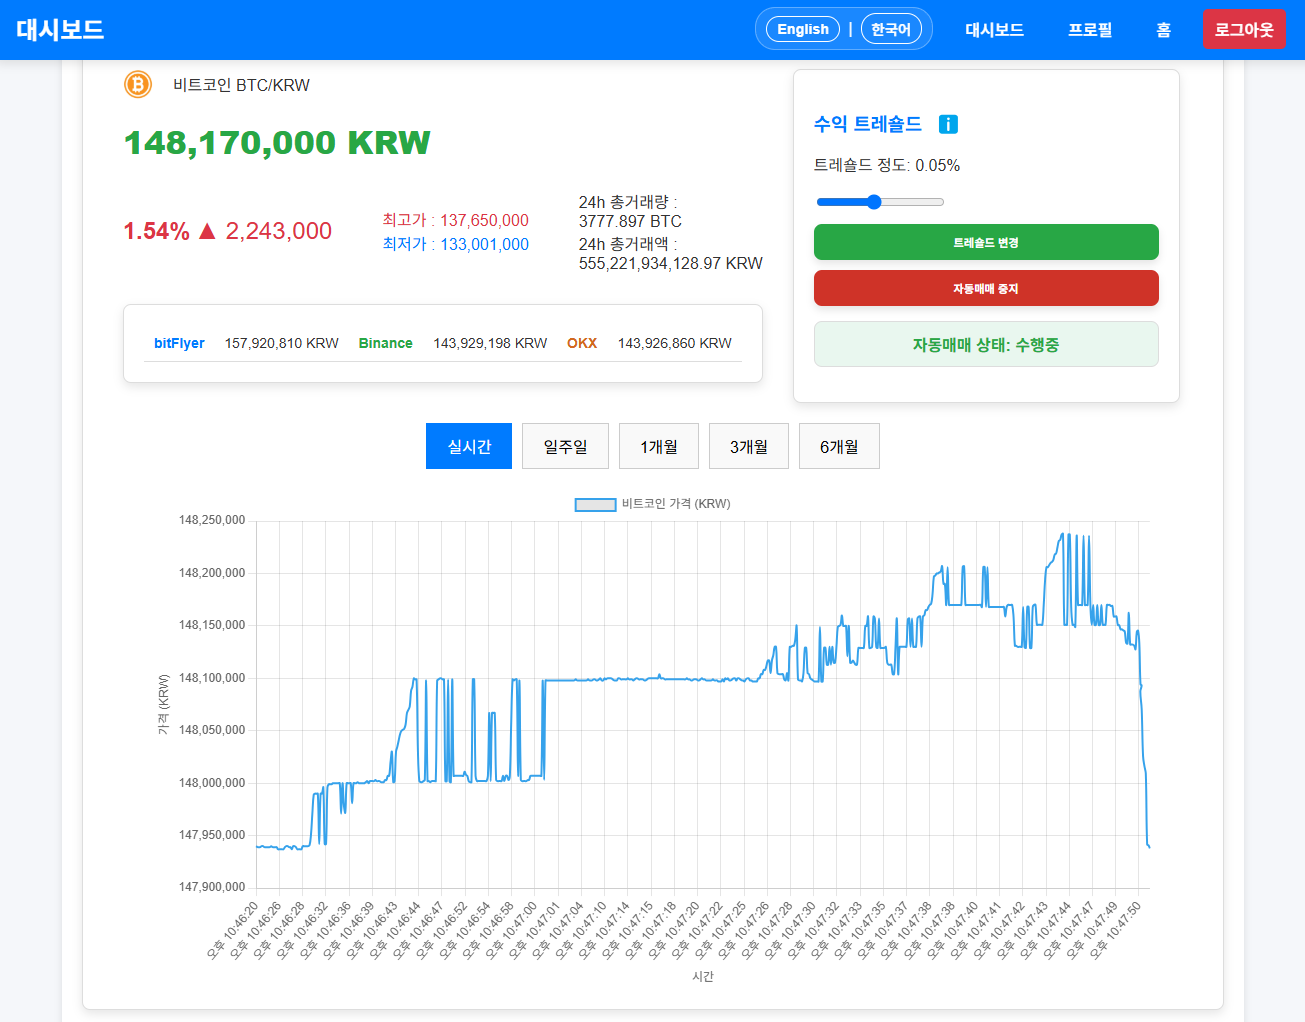 대시보드
English | 한국어
대시보드
프로필
홈
로그아웃
비트코인 BTC/KRW
148,170,000 KRW
1.54% ▲ 2,243,000
최고가 : 137,650,000
최저가 : 133,001,000
24h 총거래량 :
3777.897 BTC
24h 총거래액 :
555,221,934,128.97 KRW
bitFlyer 157,920,810 KRW Binance 143,929,198 KRW OKX 143,926,860 KRW
수익 트레숄드 i
트레숄드 정도: 0.05%
트레숄드 변경
자동매매 중지
자동매매 상태: 수행중
실시간
일주일
1개월
3개월
6개월
비트코인 가격 (KRW)
가격 (KRW)
148,250,000
148,200,000
148,150,000
148,100,000
148,050,000
148,000,000
147,950,000
147,900,000
오후 10:46:20
오후 10:46:26
오후 10:46:28
오후 10:46:32
오후 10:46:36
오후 10:46:39
오후 10:46:43
오후 10:46:44
오후 10:46:47
오후 10:46:52
오후 10:46:54
오후 10:46:58
오후 10:47:00
오후 10:47:01
오후 10:47:04
오후 10:47:10
오후 10:47:14
오후 10:47:15
오후 10:47:18
오후 10:47:20
오후 10:47:22
오후 10:47:25
오후 10:47:26
오후 10:47:28
오후 10:47:30
오후 10:47:32
오후 10:47:33
오후 10:47:35
오후 10:47:37
오후 10:47:38
오후 10:47:38
오후 10:47:40
오후 10:47:41
오후 10:47:42
오후 10:47:43
오후 10:47:44
오후 10:47:47
오후 10:47:49
오후 10:47:50
시간